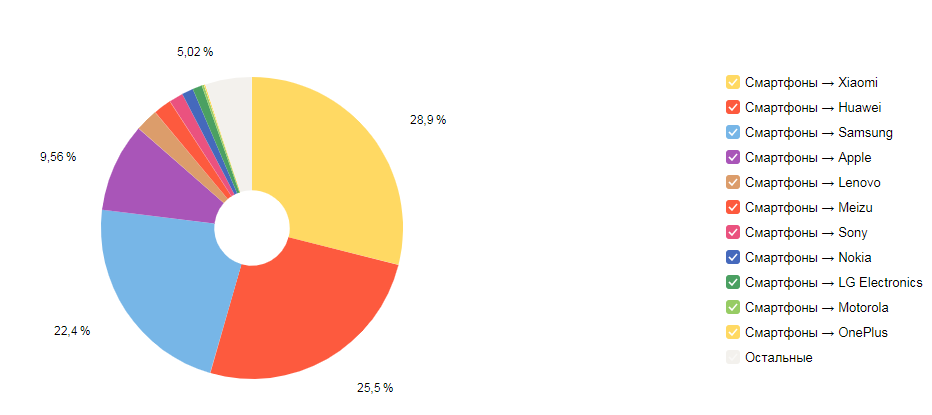 5,02 %
28,9 %
9,56 %
22,4 %
25,5 %
Смартфоны → Xiaomi
Смартфоны → Huawei
Смартфоны → Samsung
Смартфоны → Apple
Смартфоны → Lenovo
Смартфоны → Meizu
Смартфоны → Sony
Смартфоны → Nokia
Смартфоны → LG Electronics
Смартфоны → Motorola
Смартфоны → OnePlus
Остальные